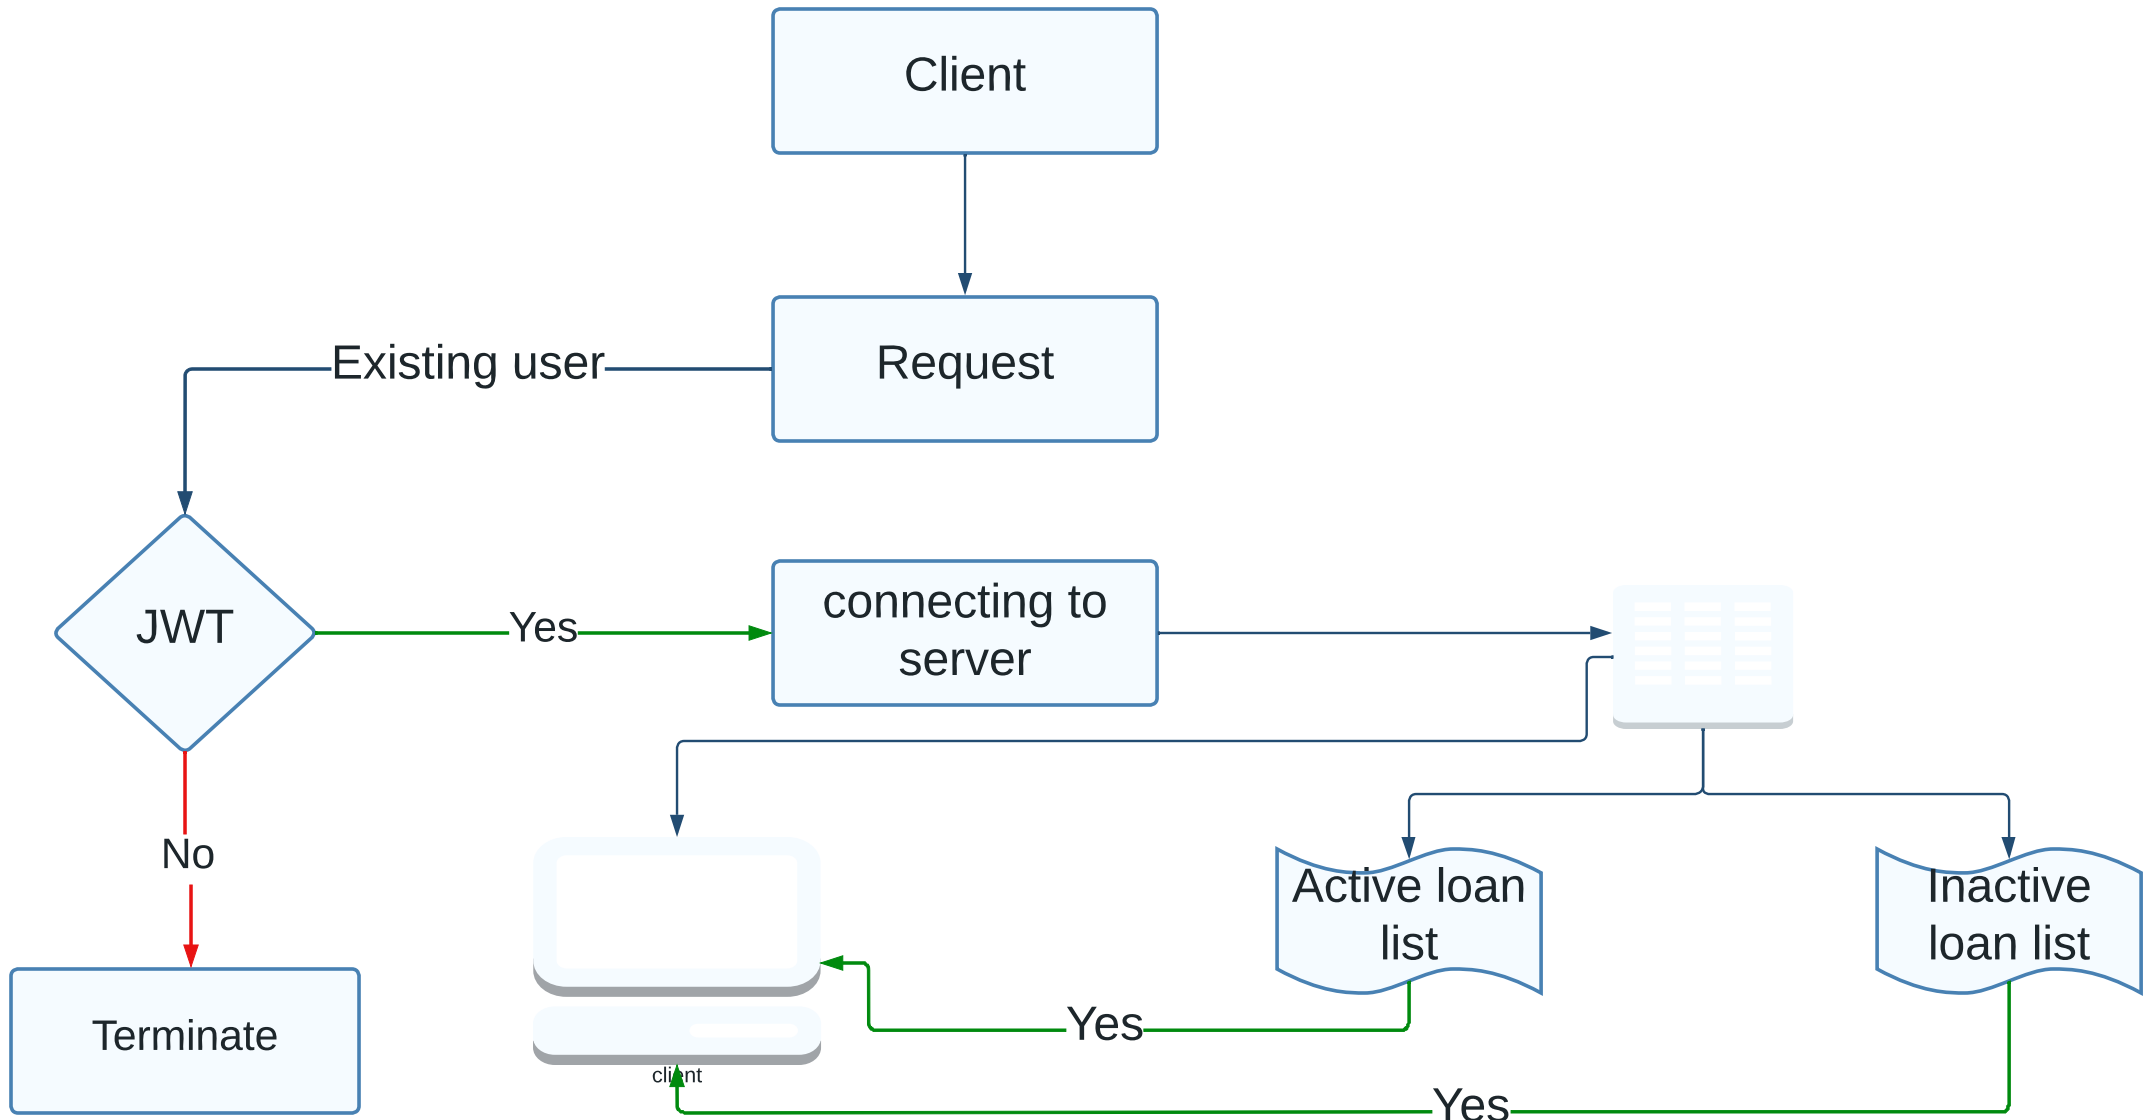 Client
Existing user
Request
JWT
Yes
connecting to
server
No
Active loan
list
Inactive
loan list
Terminate
Yes
client
Yes